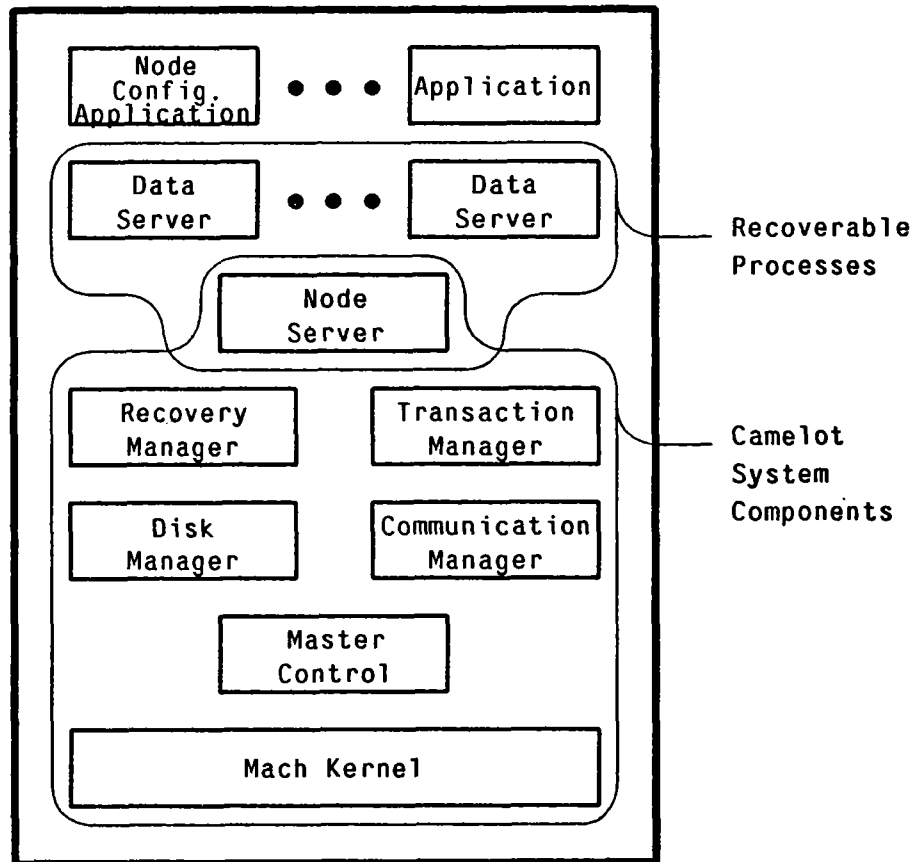 Node
Config.
Application
Application
Data
Server
Data
Server
Recoverable
Processes
Node
Server
Recovery
Manager
Transaction
Manager
Camelot
System
Components
Disk
Manager
Communication
Manager
Master
Control
Mach Kernel